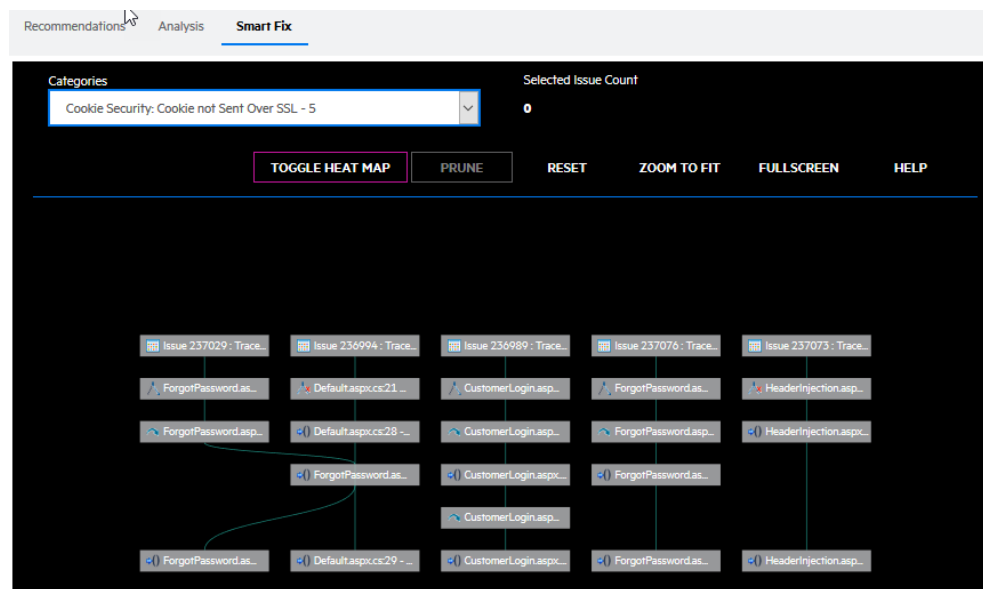 Recommendations Analysis Smart Fix
Categories Selected Issue Count
Cookie Security: Cookie not Sent Over SSL - 5 0
TOGGLE HEAT MAP PRUNE RESET ZOOM TO FIT FULLSCREEN HELP
Issue 237029 : Trace... Issue 236994 : Trace... Issue 236989 : Trace... Issue 237076 : Trace... Issue 237073 : Trace...
ForgotPassword.as... Default.aspx.cs:21 ... CustomerLogin.asp... ForgotPassword.as... HeaderInjection.asp...
ForgotPassword.asp... Default.aspx.cs:28 -... CustomerLogin.asp... ForgotPassword.asp... HeaderInjection.aspx...
ForgotPassword.as... CustomerLogin.aspx... ForgotPassword.as...
CustomerLogin.asp...
ForgotPassword.as... Default.aspx.cs:29 - ... CustomerLogin.aspx... ForgotPassword.as... HeaderInjection.asp...